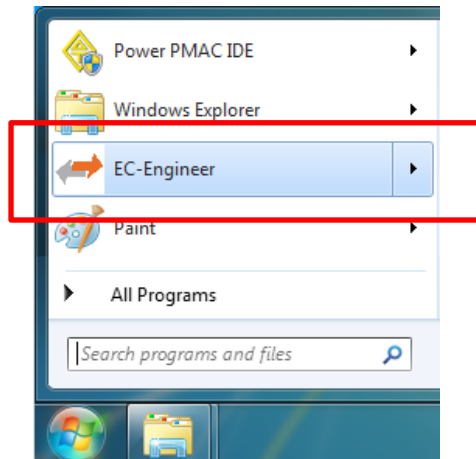 Power PMAC IDE
Windows Explorer
EC-Engineer
Paint
All Programs
Search programs and files